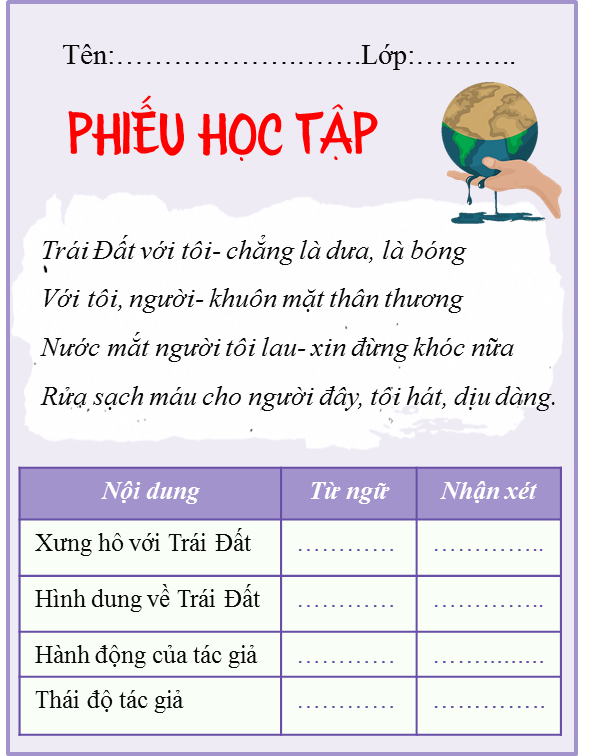 Tên:……………….…….Lớp:………..
PHIẾU HỌC TẬP
Trái Đất với tôi- chẳng là dưa, là bóng
Với tôi, người- khuôn mặt thân thương
Nước mắt người tôi lau- xin đừng khóc nữa
Rửa sạch máu cho người đây, tôi hát, dịu dàng.
Nội dung Từ ngữ Nhận xét
Xưng hô với Trái Đất ………… …………..
Hình dung về Trái Đất ………… …………..
Hành động của tác giả ………… …….........
Thái độ tác giả ………… …………..